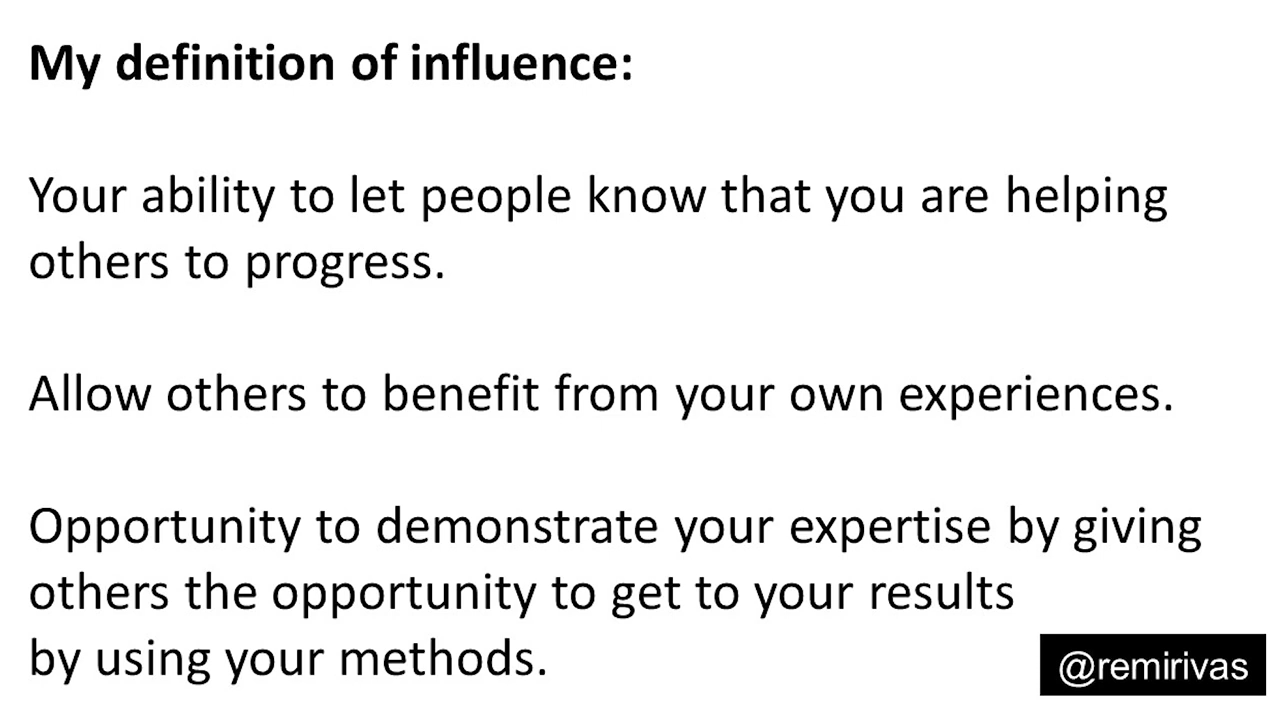 My definition of influence:
Your ability to let people know that you are helping
others to progress.
Allow others to benefit from your own experiences.
Opportunity to demonstrate your expertise by giving
others the opportunity to get to your results
by using your methods.
@remirivas